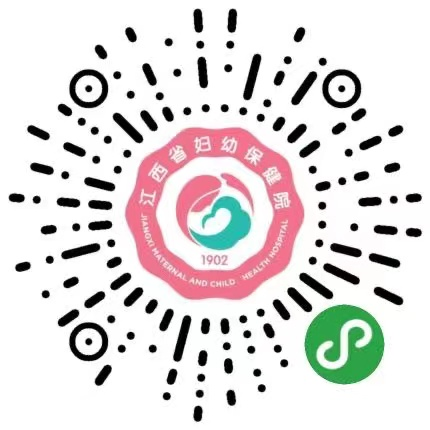 江西省妇幼保健院
JIANGXI MATERNAL AND CHILD HEALTH HOSPITAL
1902